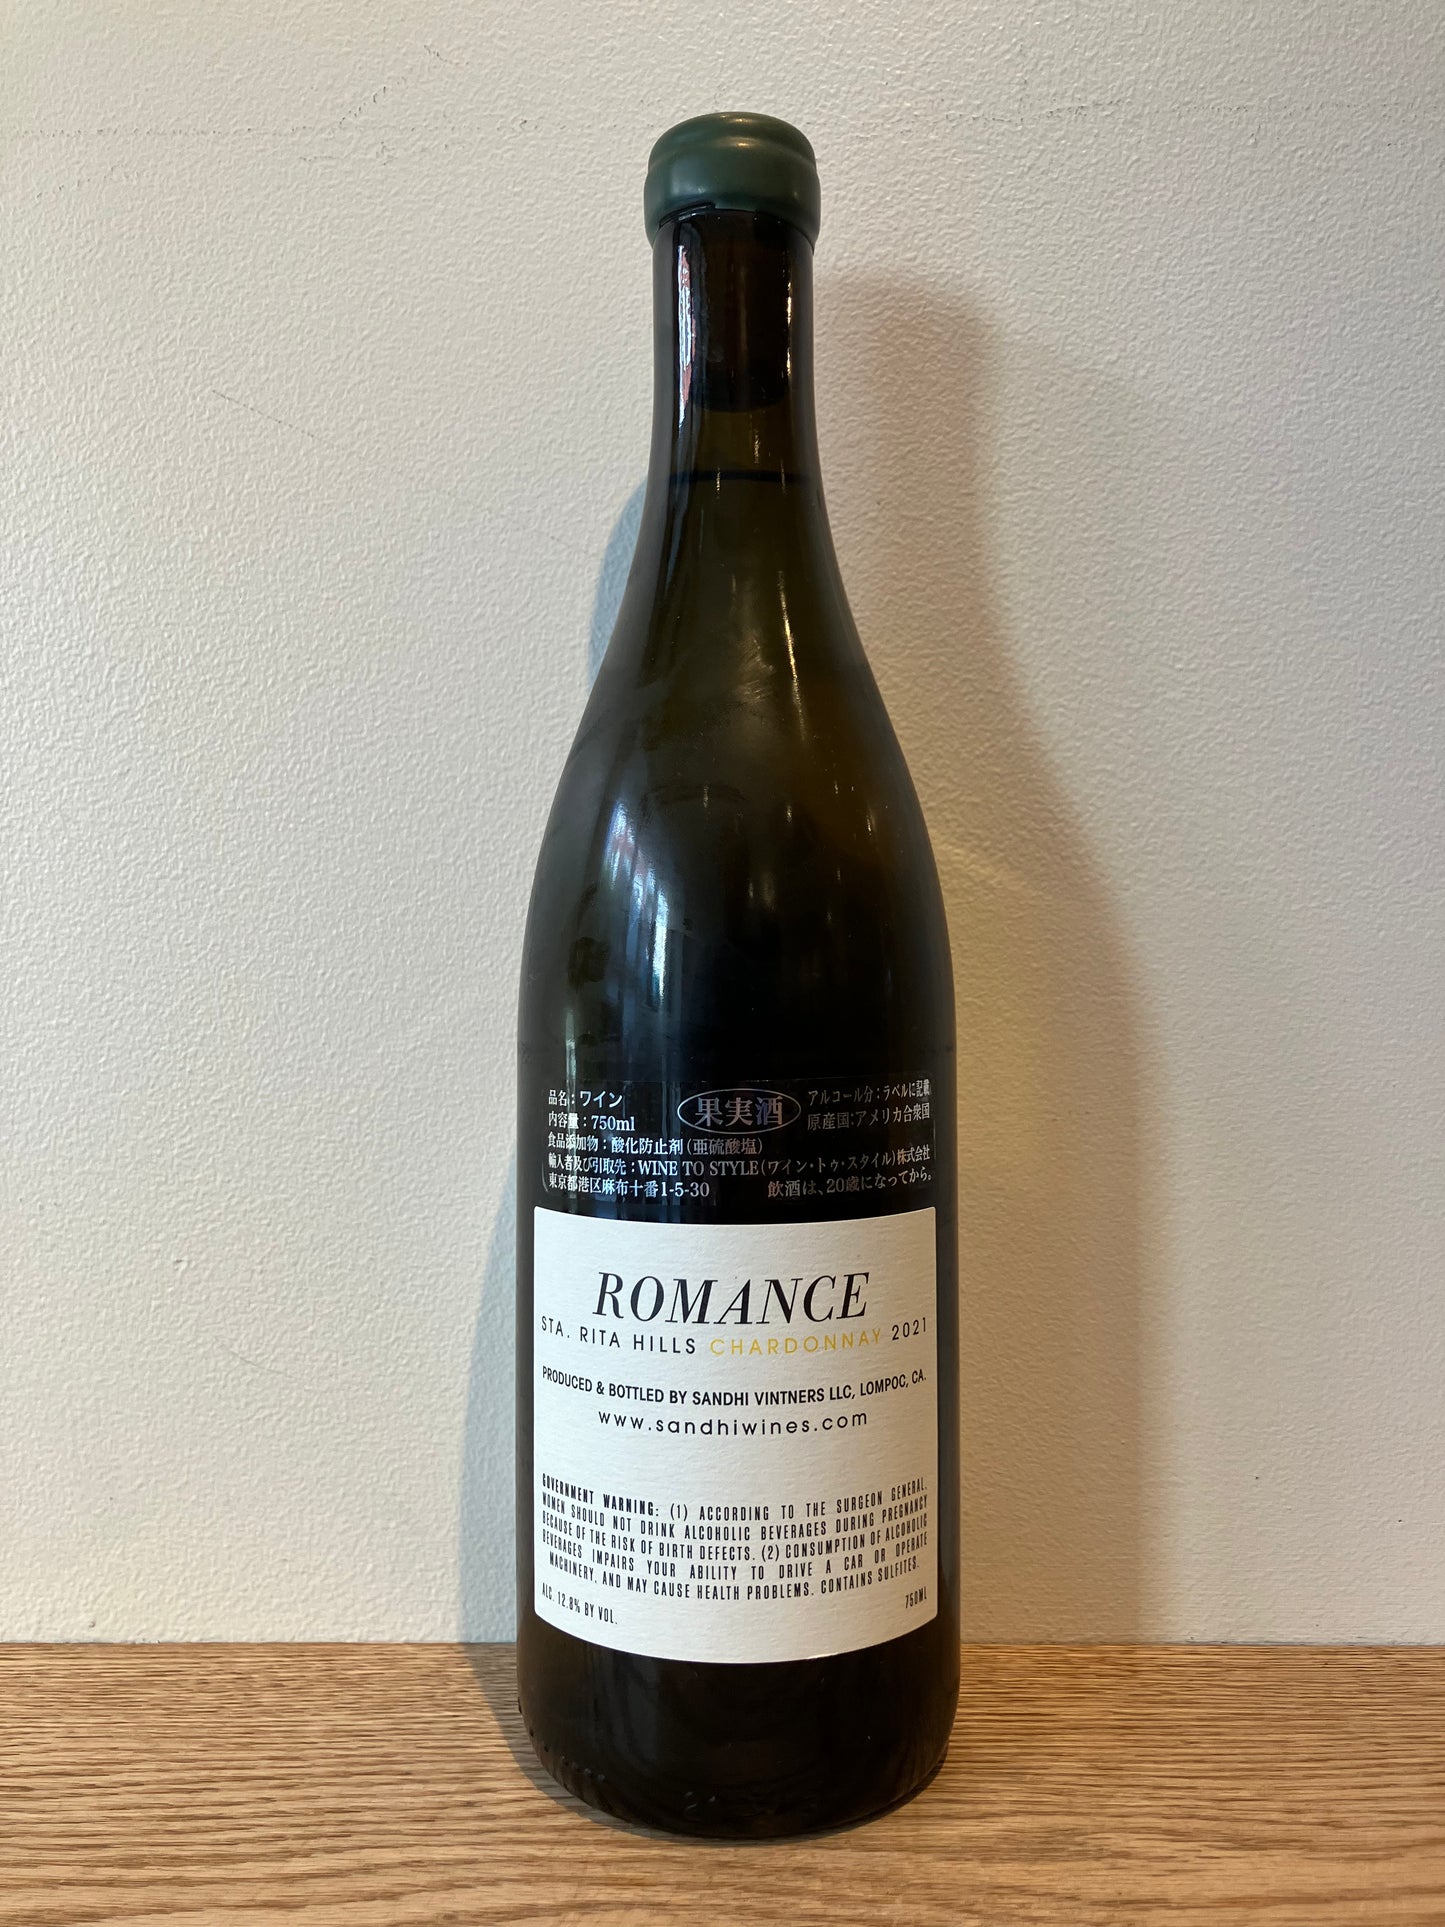 品名：ワイン
内容量：750ml
果実酒
アルコール分：ラベルに記載
原産国：アメリカ合衆国
食品添加物：酸化防止剤（亜硫酸塩）
輸入者及び引取先：WINE TO STYLE（ワイン・トゥ・スタイル）株式会社
東京都港区麻布十番1-5-30 飲酒は、20歳になってから。
ROMANCE
STA. RITA HILLS CHARDONNAY 2021
PRODUCED & BOTTLED BY SANDHI VINTNERS LLC, LOMPOC, CA.
www.sandhiwines.com
GOVERNMENT WARNING: (1) ACCORDING TO THE SURGEON GENERAL,
WOMEN SHOULD NOT DRINK ALCOHOLIC BEVERAGES DURING PREGNANCY
BECAUSE OF THE RISK OF BIRTH DEFECTS. (2) CONSUMPTION OF ALCOHOLIC
BEVERAGES IMPAIRS YOUR ABILITY TO DRIVE A CAR OR OPERATE
MACHINERY, AND MAY CAUSE HEALTH PROBLEMS. CONTAINS SULFITES.
ALC. 12.8% BY VOL. 750ML